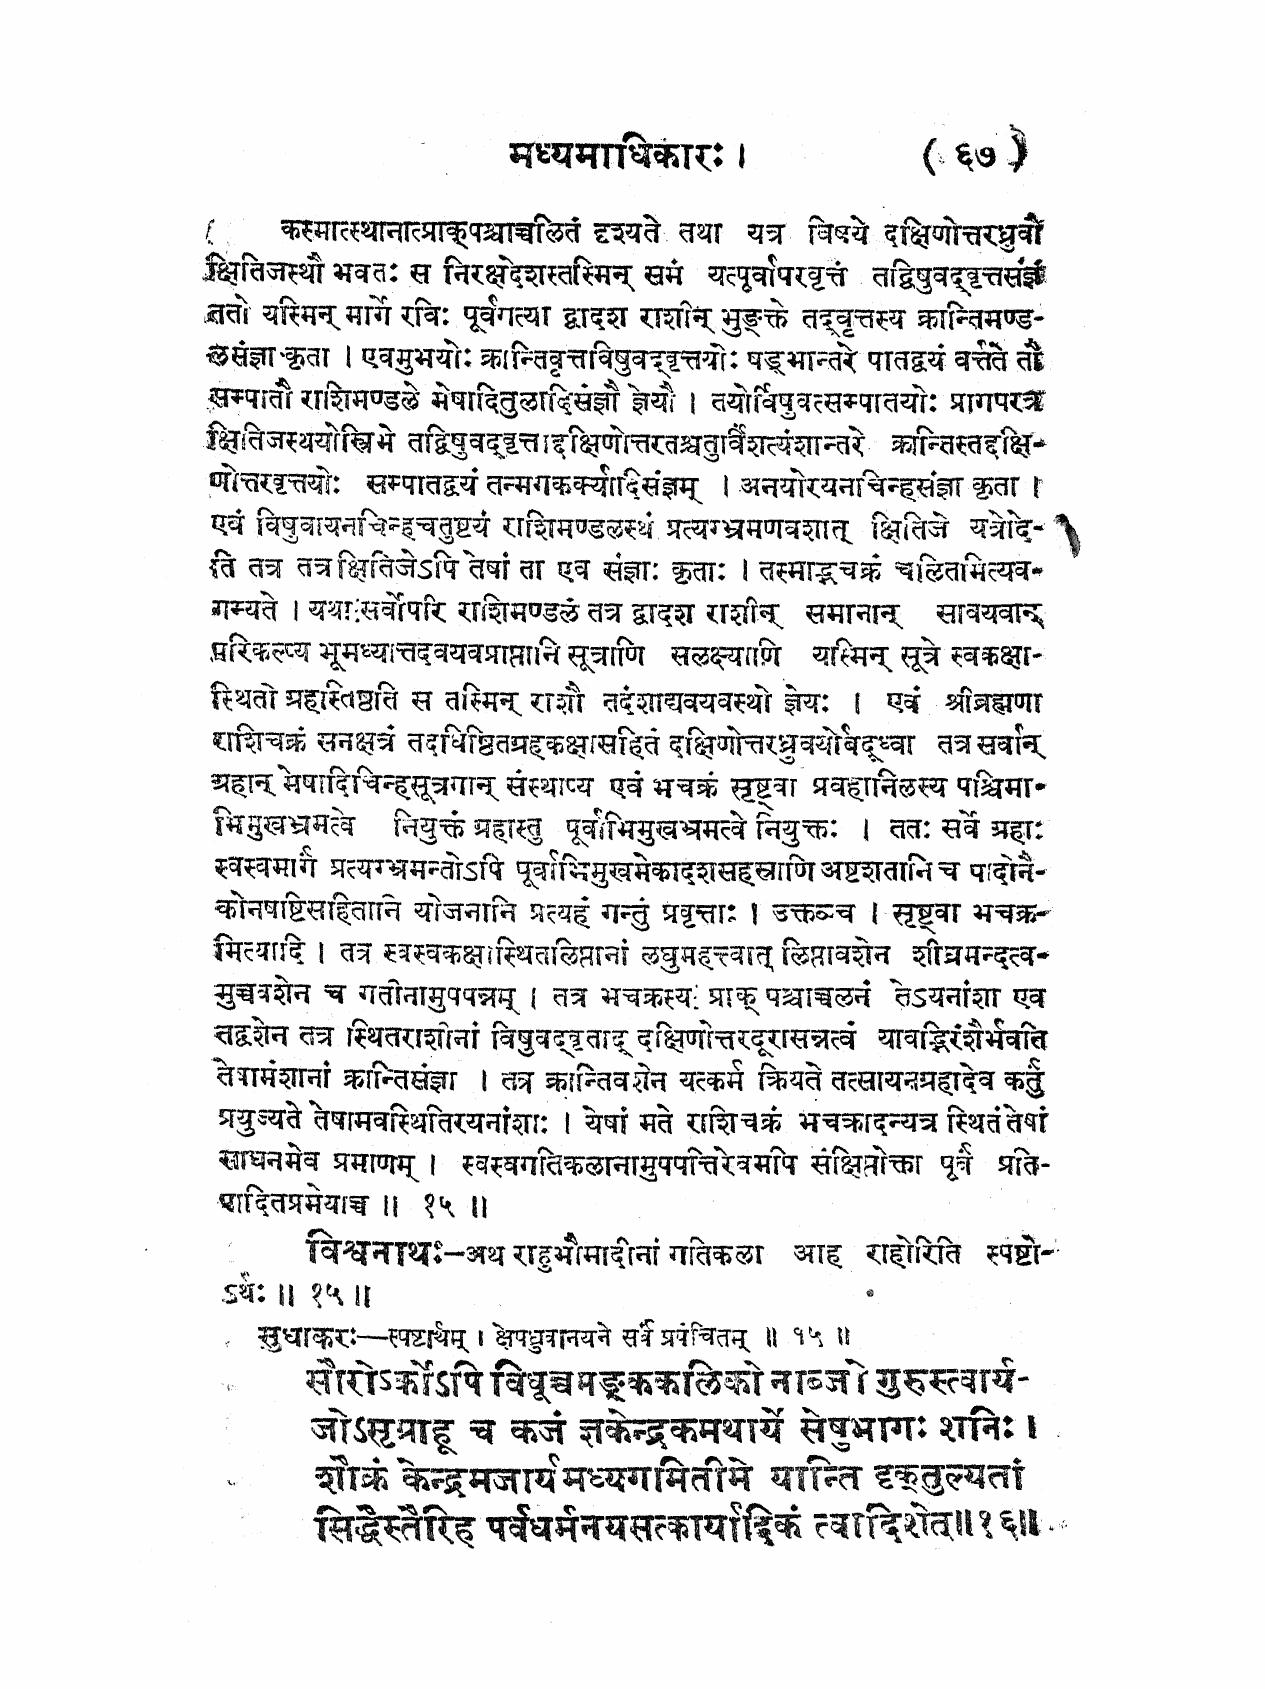 मध्यमाधिकारः । ( ६७ )
कस्मात्स्थानात्प्राक्पश्चाच्चलितं दृश्यते तथा यत्र विषये दक्षिणोत्तरध्रुवौ
क्षितिजस्थौ भवतः स निरक्षदेशस्तस्मिन् समं यत्पूर्वापरवृत्तं तद्विषुवद्वृत्तसंज्ञं
ततो यस्मिन् मार्गे रविः पूर्वगत्या द्वादश राशीन् भुङ्क्ते तद्वृत्तस्य क्रान्तिमण्ड-
लसंज्ञा कृता । एवमुभयोः क्रान्तिवृत्तविषुवद्वृत्तयोः षड्भान्तरे पातद्वयं वर्त्तते तौ
सम्पातौ राशिमण्डले मेषादितुलादिसंज्ञौ ज्ञेयौ । तयोर्विषुवत्सम्पातयोः प्रागपरत्र
क्षितिजस्थयोस्त्रिभे तद्विषुवद्वृत्ताद्दक्षिणोत्तरतश्चतुर्विंशत्यंशान्तरे क्रान्तिस्तद्दक्षि-
णोत्तरवृत्तयोः सम्पातद्वयं तन्मगकर्क्यादिसंज्ञम् । अनयोरयनाचिन्हसंज्ञा कृता ।
एवं विषुवायनचिन्हचतुष्टयं राशिमण्डलस्थं प्रत्यग्भ्रमणवशात् क्षितिजे यत्रोदे-
ति तत्र तत्र क्षितिजेऽपि तेषां ता एव संज्ञाः कृताः । तस्माद्भचक्रं चलितमित्यव-
गम्यते । यथा सर्वोपरि राशिमण्डलं तत्र द्वादश राशीन् समानान् सावयवान्
परिकल्प्य भूमध्यात्तदवयवप्राप्तानि सूत्राणि सलक्ष्याणि यस्मिन् सूत्रे स्वकक्षा-
स्थितो ग्रहस्तिष्ठति स तस्मिन् राशौ तदंशाद्यवयवस्थो ज्ञेयः । एवं श्रीब्रह्मणा
राशिचक्रं सनक्षत्रं तदधिष्ठितग्रहकक्षासहितं दक्षिणोत्तरध्रुवयोर्बद्ध्वा तत्र सर्वान्
ग्रहान् मेषादिचिन्हसूत्रगान् संस्थाप्य एवं भचक्रं सृष्ट्वा प्रवहानिलस्य पश्चिमा-
भिमुखभ्रमत्वे नियुक्तं ग्रहास्तु पूर्वाभिमुखभ्रमत्वे नियुक्तः । ततः सर्वे ग्रहाः
स्वस्वमार्गं प्रत्यग्भ्रमन्तोऽपि पूर्वाभिमुखमेकादशसहस्राणि अष्टशतानि च पादोनै-
कोनषष्टिसहितानि योजनानि प्रत्यहं गन्तुं प्रवृत्ताः । उक्तञ्च । सृष्ट्वा भचक्र-
मित्यादि । तत्र स्वस्वकक्षास्थितलिप्तानां लघुमहत्त्वात् लिप्तावशेन शीघ्रमन्दत्व-
मुच्चवशेन च गतीनामुपपन्नम् । तत्र भचक्रस्य प्राक् पश्चाच्चलनं तेऽयनांशा एव
तद्वशेन तत्र स्थितराशीनां विषुवद्वृताद् दक्षिणोत्तरदूरासन्नत्वं यावद्भिरंशैर्भवति
तेषामंशानां क्रान्तिसंज्ञा । तत्र क्रान्तिवशेन यत्कर्म क्रियते तत्सायनग्रहादेव कर्तुं
प्रयुज्यते तेषामवस्थितिरयनांशाः । येषां मते राशिचक्रं भचक्रादन्यत्र स्थितं तेषां
साधनमेव प्रमाणम् । स्वस्वगतिकलानामुपपत्तिरेवमपि संक्षिप्तोक्ता पूर्वं प्रति-
पादितप्रमेयाच्च ॥ १५ ॥
विश्वनाथः—अथ राहुभौमादीनां गतिकला आह राहोरिति स्पष्टो-
ऽर्थः ॥ १५ ॥
सुधाकरः—स्पष्टार्थम् । क्षेपध्रुवानयने सर्वं प्रपंचितम् ॥ १५ ॥
सौरोऽर्कोऽपि विधूच्चमङ्ककलिको नाब्जो गुरुस्त्वार्य-
जोऽसृग्राहू च कजं ज्ञकेन्द्रकमथार्ये सेषुभागः शनिः ।
शौक्रं केन्द्रमजार्यमध्यगमितीमे यान्ति दृक्तुल्यतां
सिद्धैस्तैरिह पर्वधर्मनयसत्कार्यादिकं त्वादिशेत् ॥१६॥